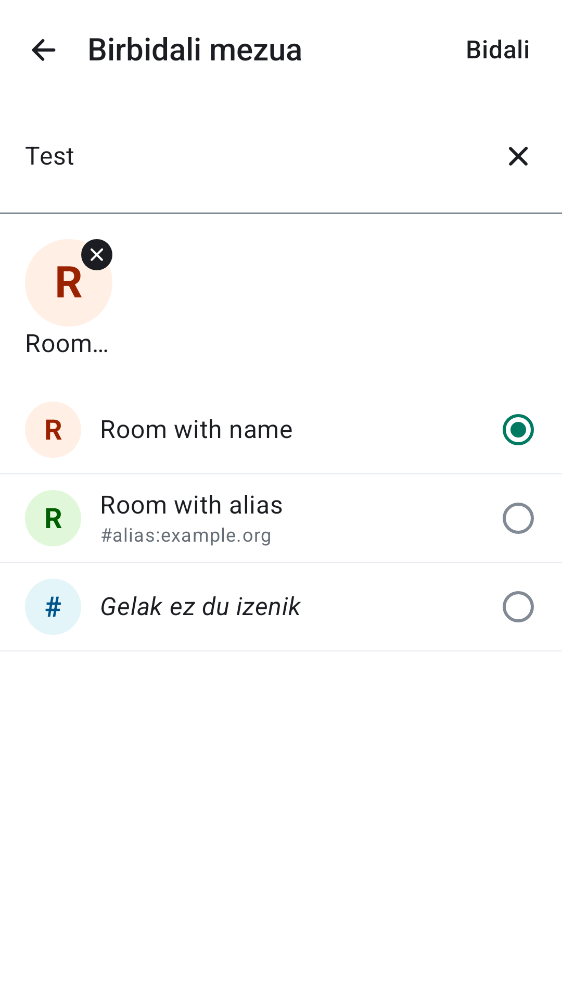 Birbidali mezua
Bidali
Test
R
Room…
R
Room with name
R
Room with alias
#alias:example.org
#
Gelak ez du izenik